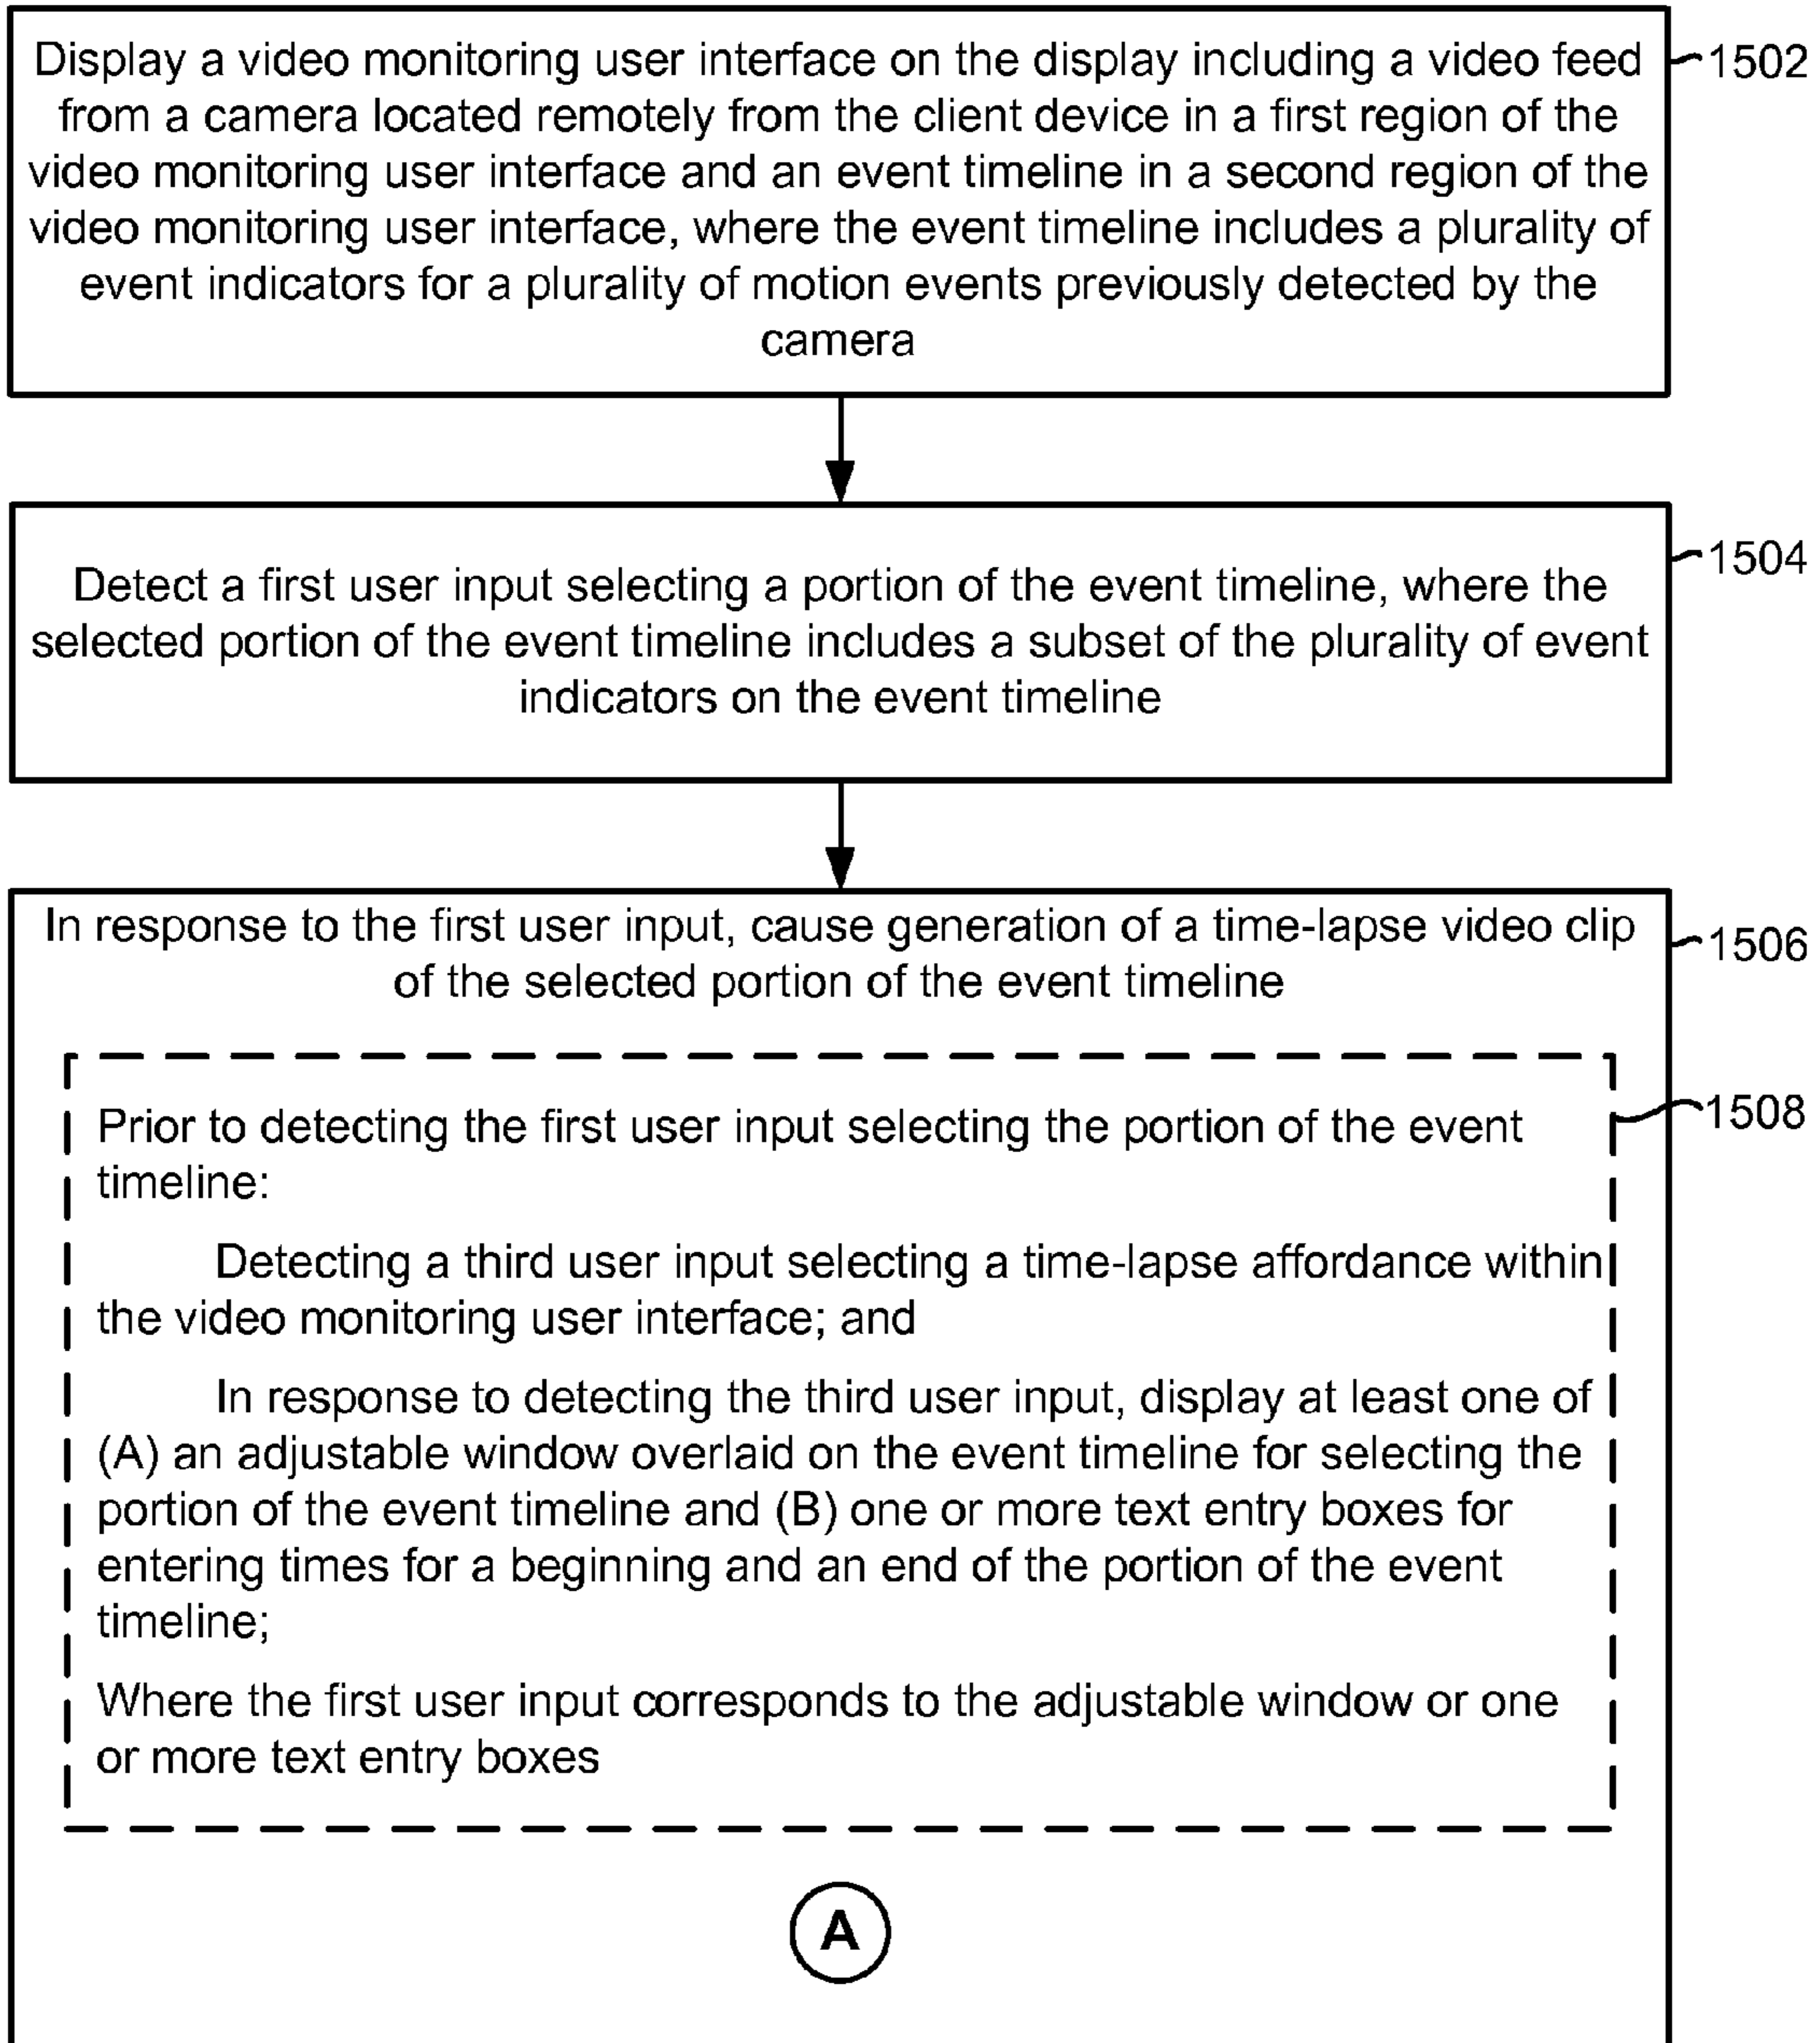 Display a video monitoring user interface on the display including a video feed
from a camera located remotely from the client device in a first region of the
video monitoring user interface and an event timeline in a second region of the
video monitoring user interface, where the event timeline includes a plurality of
event indicators for a plurality of motion events previously detected by the
camera
1502
Detect a first user input selecting a portion of the event timeline, where the
selected portion of the event timeline includes a subset of the plurality of event
indicators on the event timeline
1504
In response to the first user input, cause generation of a time-lapse video clip
of the selected portion of the event timeline
1506
Prior to detecting the first user input selecting the portion of the event
timeline:
1508
Detecting a third user input selecting a time-lapse affordance within
the video monitoring user interface; and
In response to detecting the third user input, display at least one of
(A) an adjustable window overlaid on the event timeline for selecting the
portion of the event timeline and (B) one or more text entry boxes for
entering times for a beginning and an end of the portion of the event
timeline;
Where the first user input corresponds to the adjustable window or one
or more text entry boxes
A